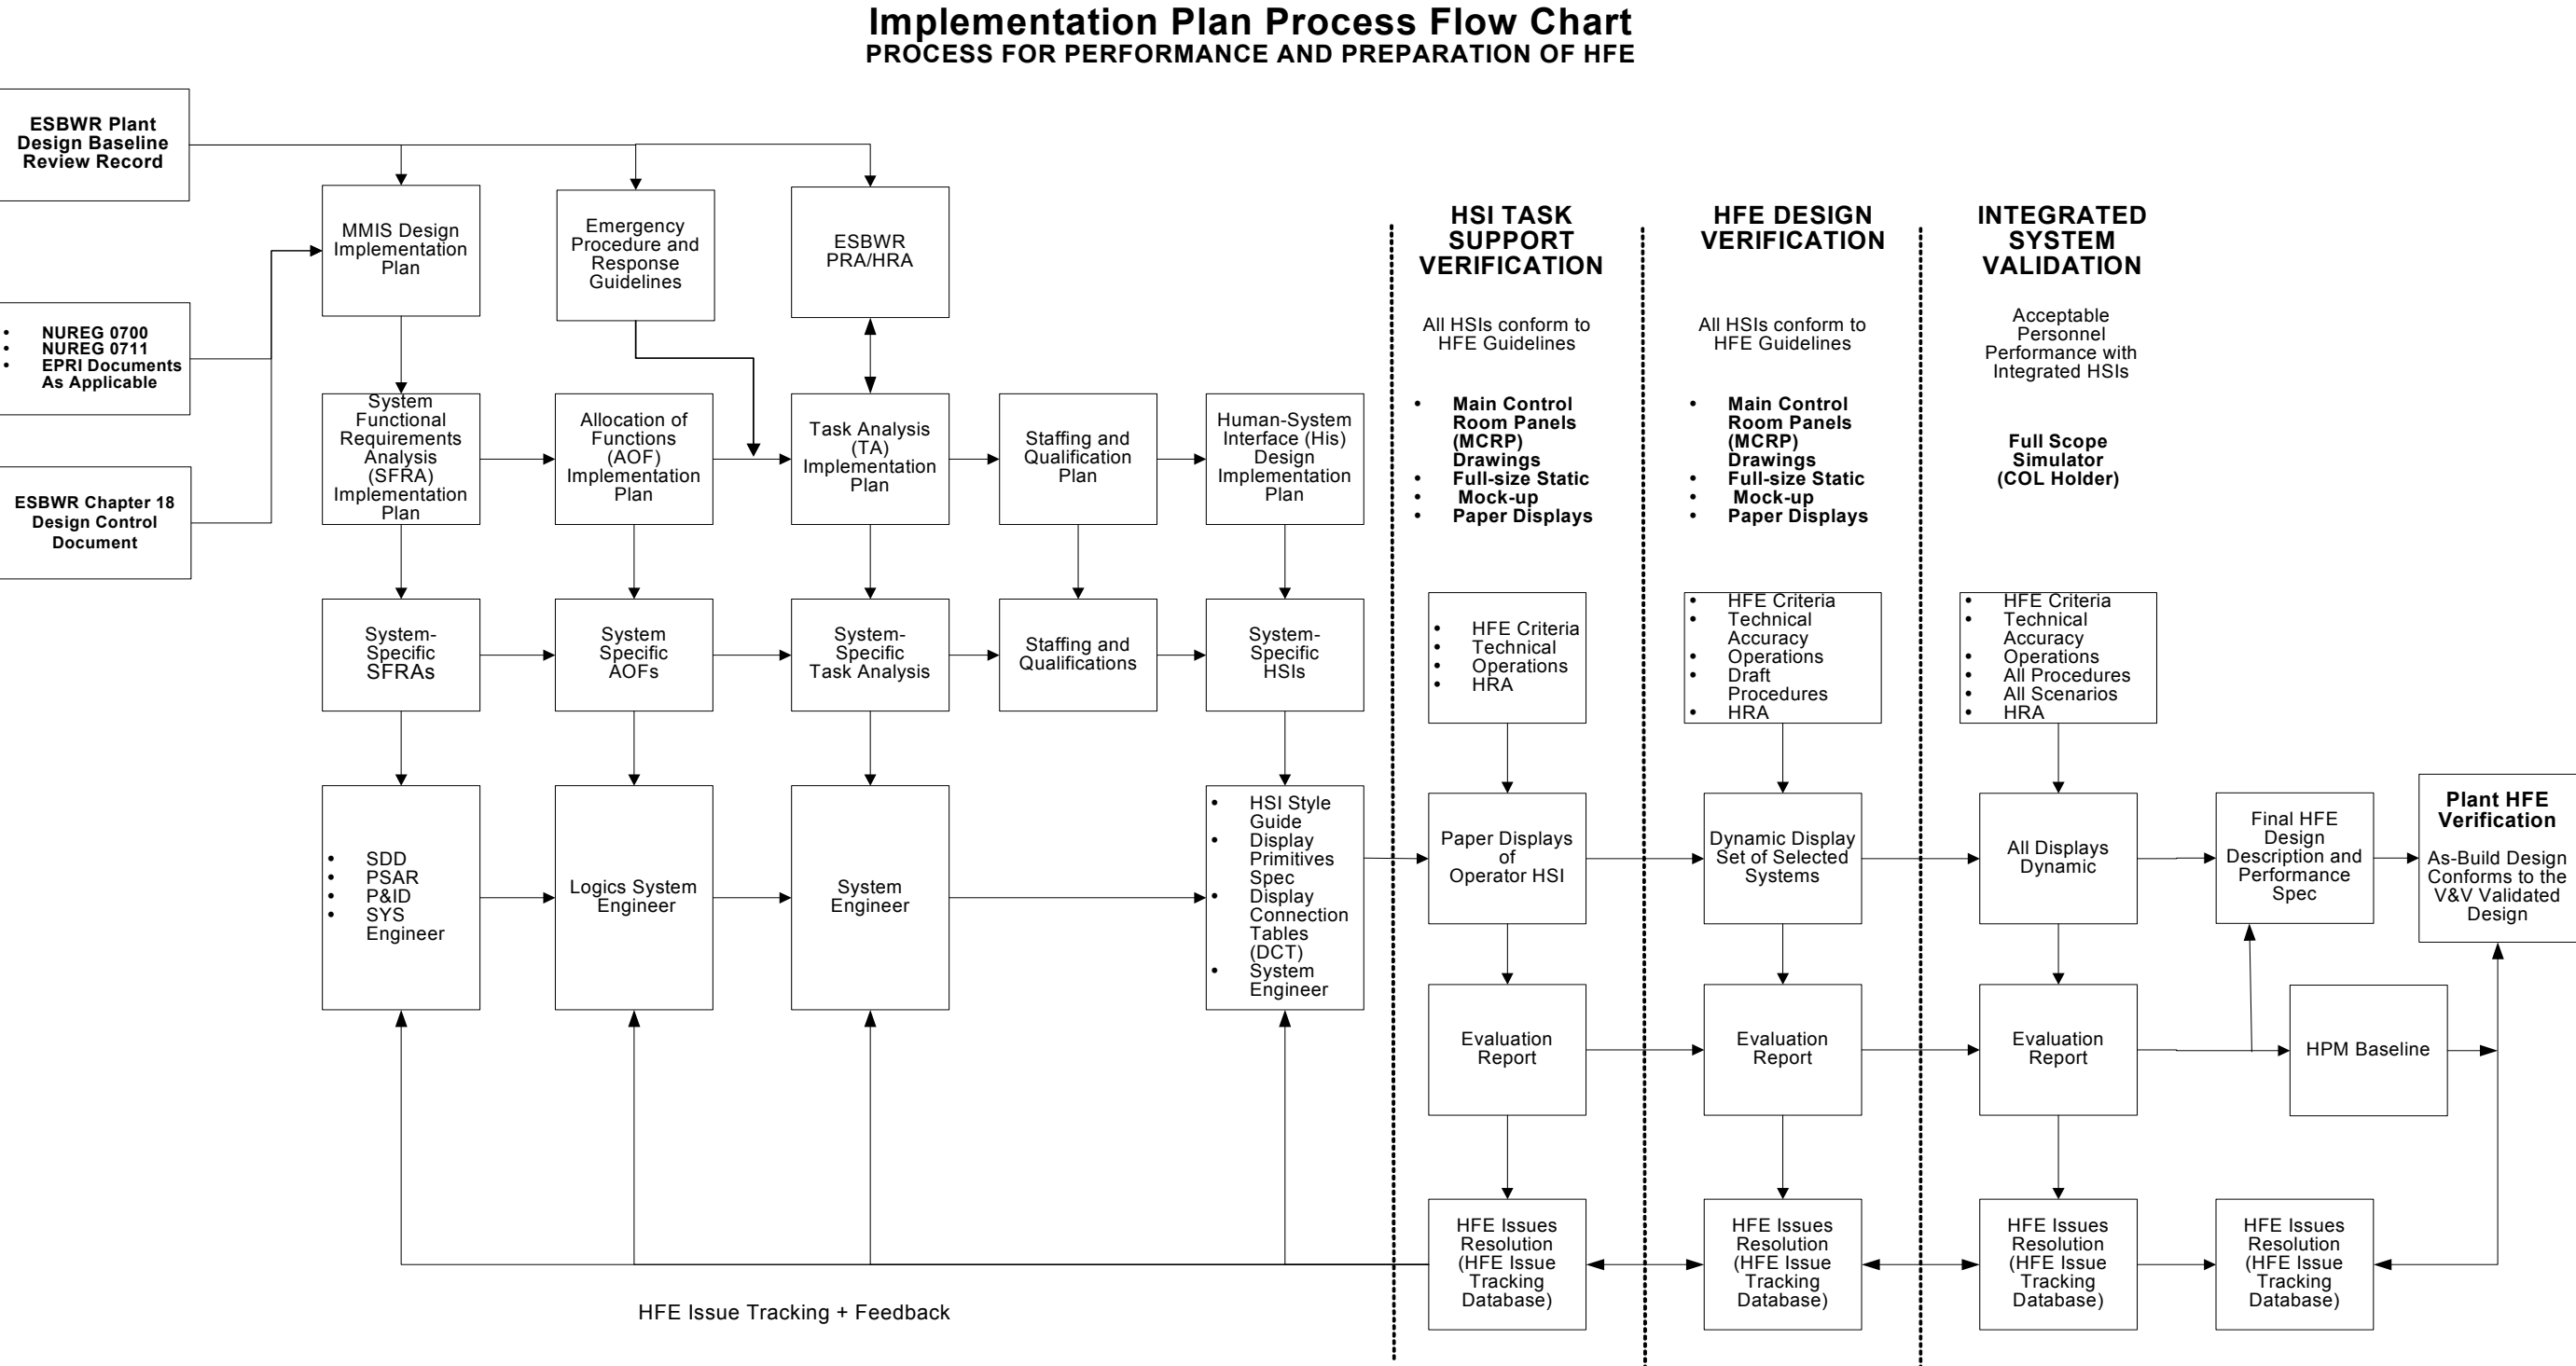 Implementation Plan Process Flow Chart
PROCESS FOR PERFORMANCE AND PREPARATION OF HFE
ESBWR Plant
Design Baseline
Review Record
• NUREG 0700
• NUREG 0711
• EPRI Documents
As Applicable
ESBWR Chapter 18
Design Control
Document
MMIS Design
Implementation
Plan
Emergency
Procedure and
Response
Guidelines
ESBWR
PRA/HRA
System
Functional
Requirements
Analysis
(SFRA)
Implementation
Plan
Allocation of
Functions
(AOF)
Implementation
Plan
Task Analysis
(TA)
Implementation
Plan
Staffing and
Qualification
Plan
Human-System
Interface (His)
Design
Implementation
Plan
System-
Specific
SFRAs
System
Specific
AOFs
System-
Specific
Task Analysis
Staffing and
Qualifications
System-
Specific
HSIs
• SDD
• PSAR
• P&ID
• SYS
Engineer
Logics System
Engineer
System
Engineer
• HSI Style
Guide
• Display
Primitives
Spec
• Display
Connection
Tables
(DCT)
• System
Engineer
HFE Issue Tracking + Feedback
HSI TASK
SUPPORT
VERIFICATION
All HSIs conform to
HFE Guidelines
• Main Control
Room Panels
(MCRP)
Drawings
• Full-size Static
• Mock-up
• Paper Displays
• HFE Criteria
• Technical
• Operations
• HRA
Paper Displays
of
Operator HSI
Evaluation
Report
HFE Issues
Resolution
(HFE Issue
Tracking
Database)
HFE DESIGN
VERIFICATION
All HSIs conform to
HFE Guidelines
• Main Control
Room Panels
(MCRP)
Drawings
• Full-size Static
• Mock-up
• Paper Displays
• HFE Criteria
• Technical
Accuracy
• Operations
• Draft
Procedures
• HRA
Dynamic Display
Set of Selected
Systems
Evaluation
Report
HFE Issues
Resolution
(HFE Issue
Tracking
Database)
INTEGRATED
SYSTEM
VALIDATION
Acceptable
Personnel
Performance with
Integrated HSIs
Full Scope
Simulator
(COL Holder)
• HFE Criteria
• Technical
Accuracy
• Operations
• All Procedures
• All Scenarios
• HRA
All Displays
Dynamic
Evaluation
Report
HFE Issues
Resolution
(HFE Issue
Tracking
Database)
Final HFE
Design
Description and
Performance
Spec
HPM Baseline
HFE Issues
Resolution
(HFE Issue
Tracking
Database)
Plant HFE
Verification
As-Build Design
Conforms to the
V&V Validated
Design